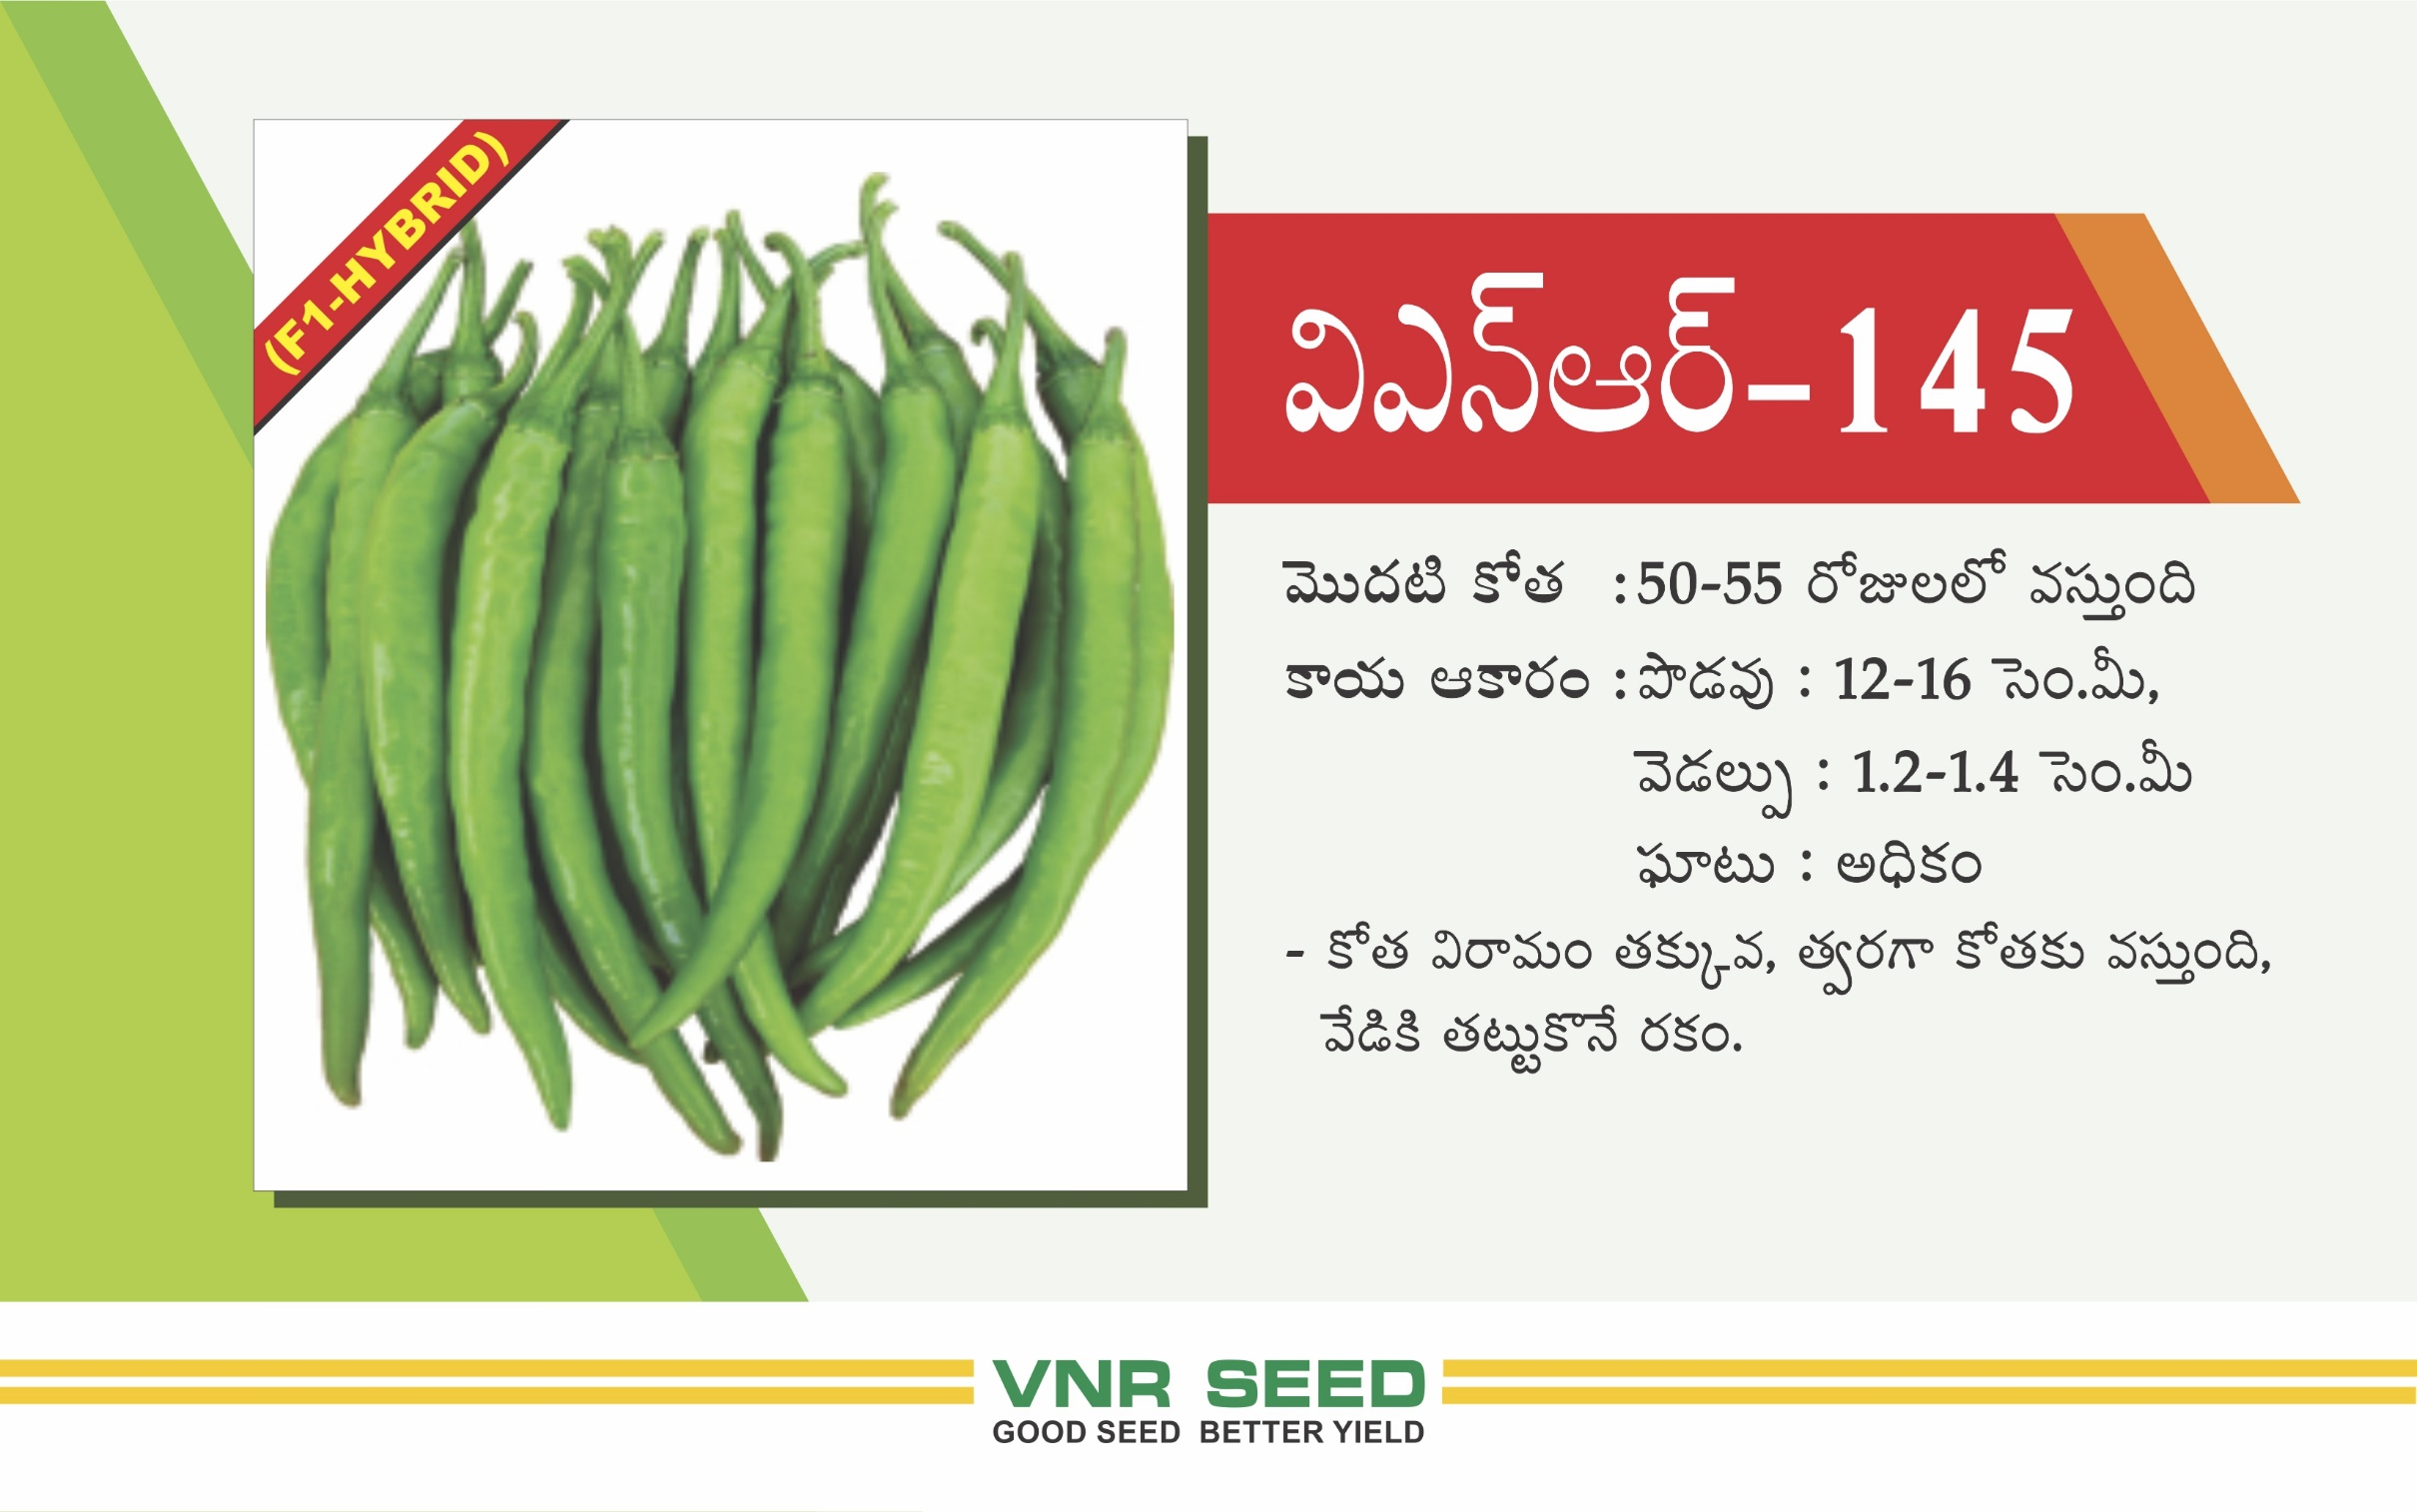 (F1-HYBRID)
విఎన్ఆర్-145
మొదటి కోత : 50-55 రోజులలో వస్తుంది
కాయ ఆకారం : పొడవు : 12-16 సెం.మీ,
వెడల్పు : 1.2-1.4 సెం.మీ
ఘాటు : అధికం
- కోత విరామం తక్కువ, త్వరగా కోతకు వస్తుంది,
వేడికి తట్టుకొనే రకం.
VNR SEED
GOOD SEED BETTER YIELD